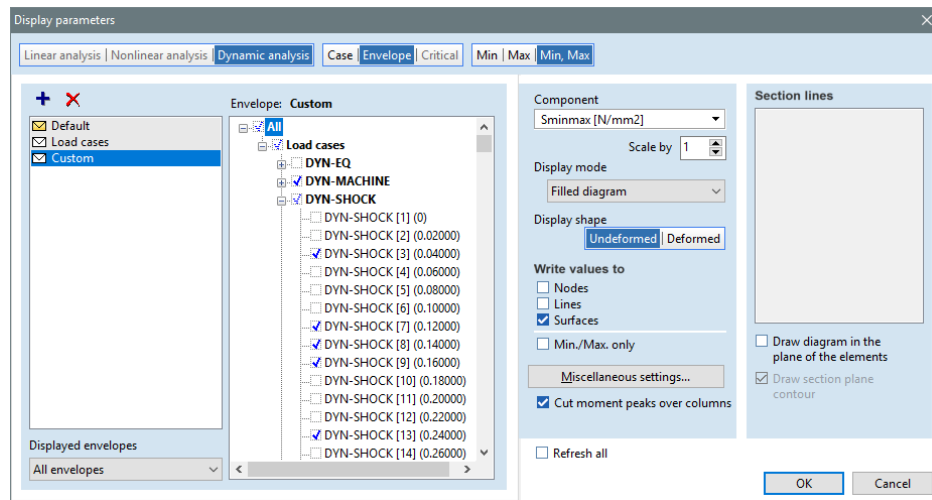 Display parameters
Linear analysis | Nonlinear analysis | Dynamic analysis
Case | Envelope | Critical
Min | Max | Min, Max
Default
Load cases
Custom
Displayed envelopes
All envelopes
Envelope: Custom
All
Load cases
DYN-EQ
DYN-MACHINE
DYN-SHOCK
DYN-SHOCK [1] (0)
DYN-SHOCK [2] (0.02000)
DYN-SHOCK [3] (0.04000)
DYN-SHOCK [4] (0.06000)
DYN-SHOCK [5] (0.08000)
DYN-SHOCK [6] (0.10000)
DYN-SHOCK [7] (0.12000)
DYN-SHOCK [8] (0.14000)
DYN-SHOCK [9] (0.16000)
DYN-SHOCK [10] (0.18000)
DYN-SHOCK [11] (0.20000)
DYN-SHOCK [12] (0.22000)
DYN-SHOCK [13] (0.24000)
DYN-SHOCK [14] (0.26000)
Component
Sminmax [N/mm2]
Scale by 1
Display mode
Filled diagram
Display shape
Undeformed | Deformed
Write values to
Nodes
Lines
Surfaces
Min./Max. only
Miscellaneous settings...
Cut moment peaks over columns
Refresh all
Section lines
Draw diagram in the
plane of the elements
Draw section plane
contour
OK
Cancel